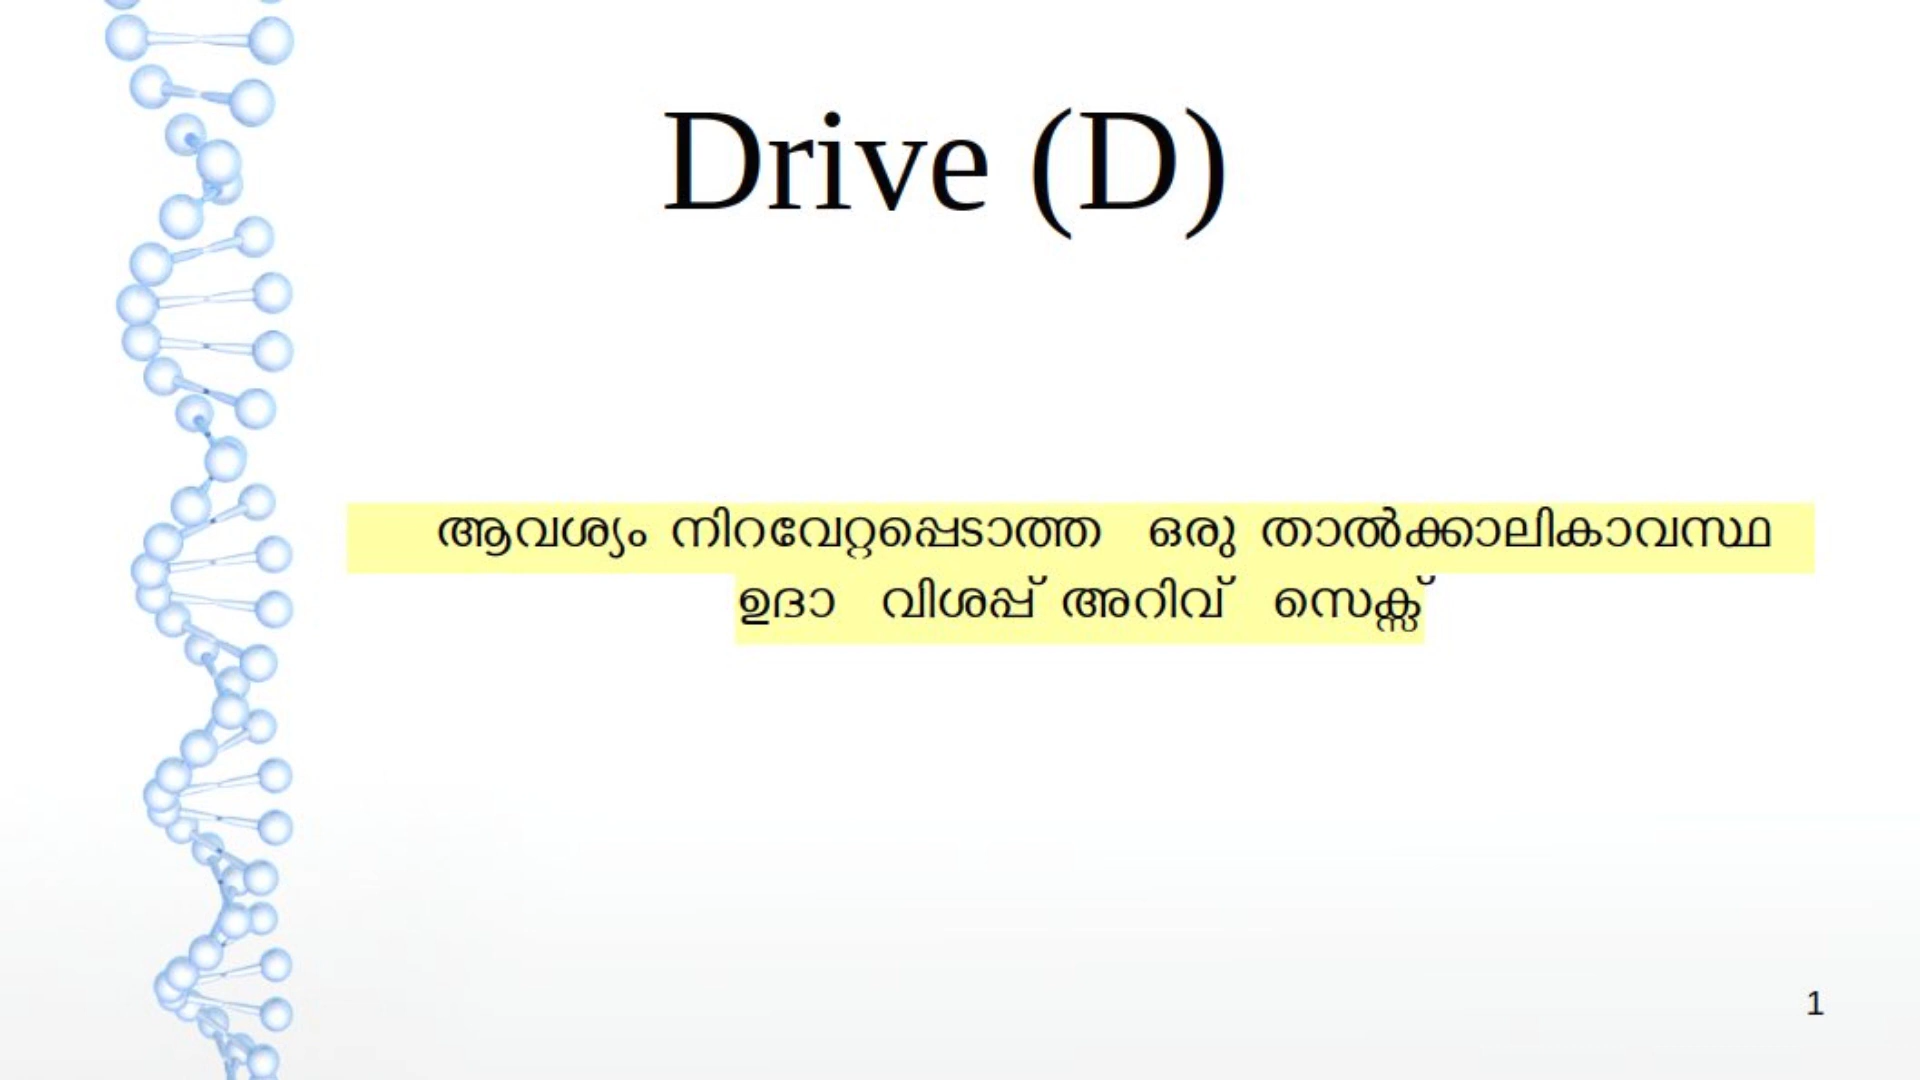 Drive (D)
ആവശ്യം നിറവേറ്റപ്പെടാത്ത ഒരു താൽക്കാലികാവസ്ഥ
ഉദാ വിശപ്പ് അറിവ് സെക്സ്
1